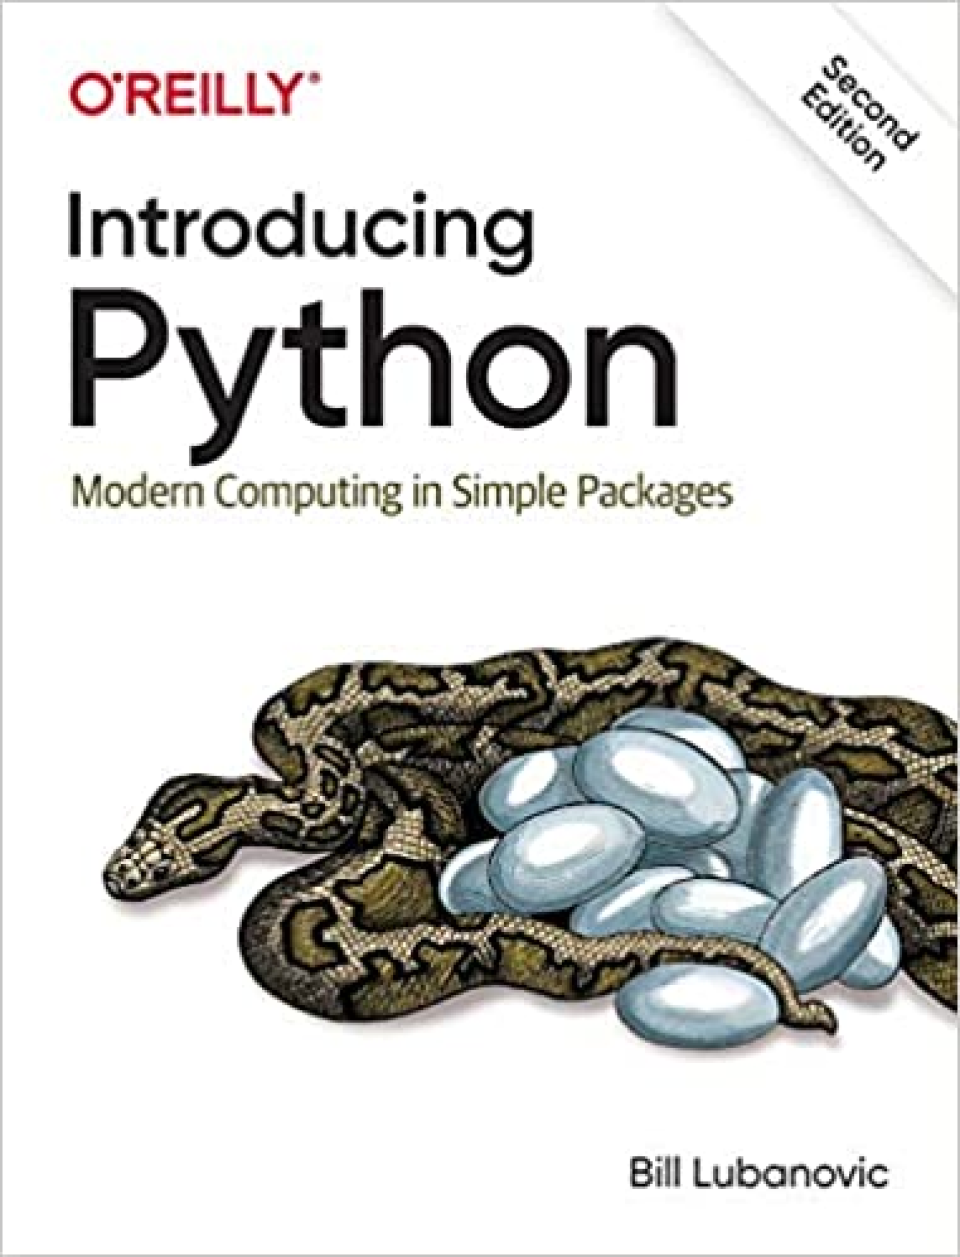 O'REILLY®
Second
Edition
Introducing
Python
Modern Computing in Simple Packages
Bill Lubanovic